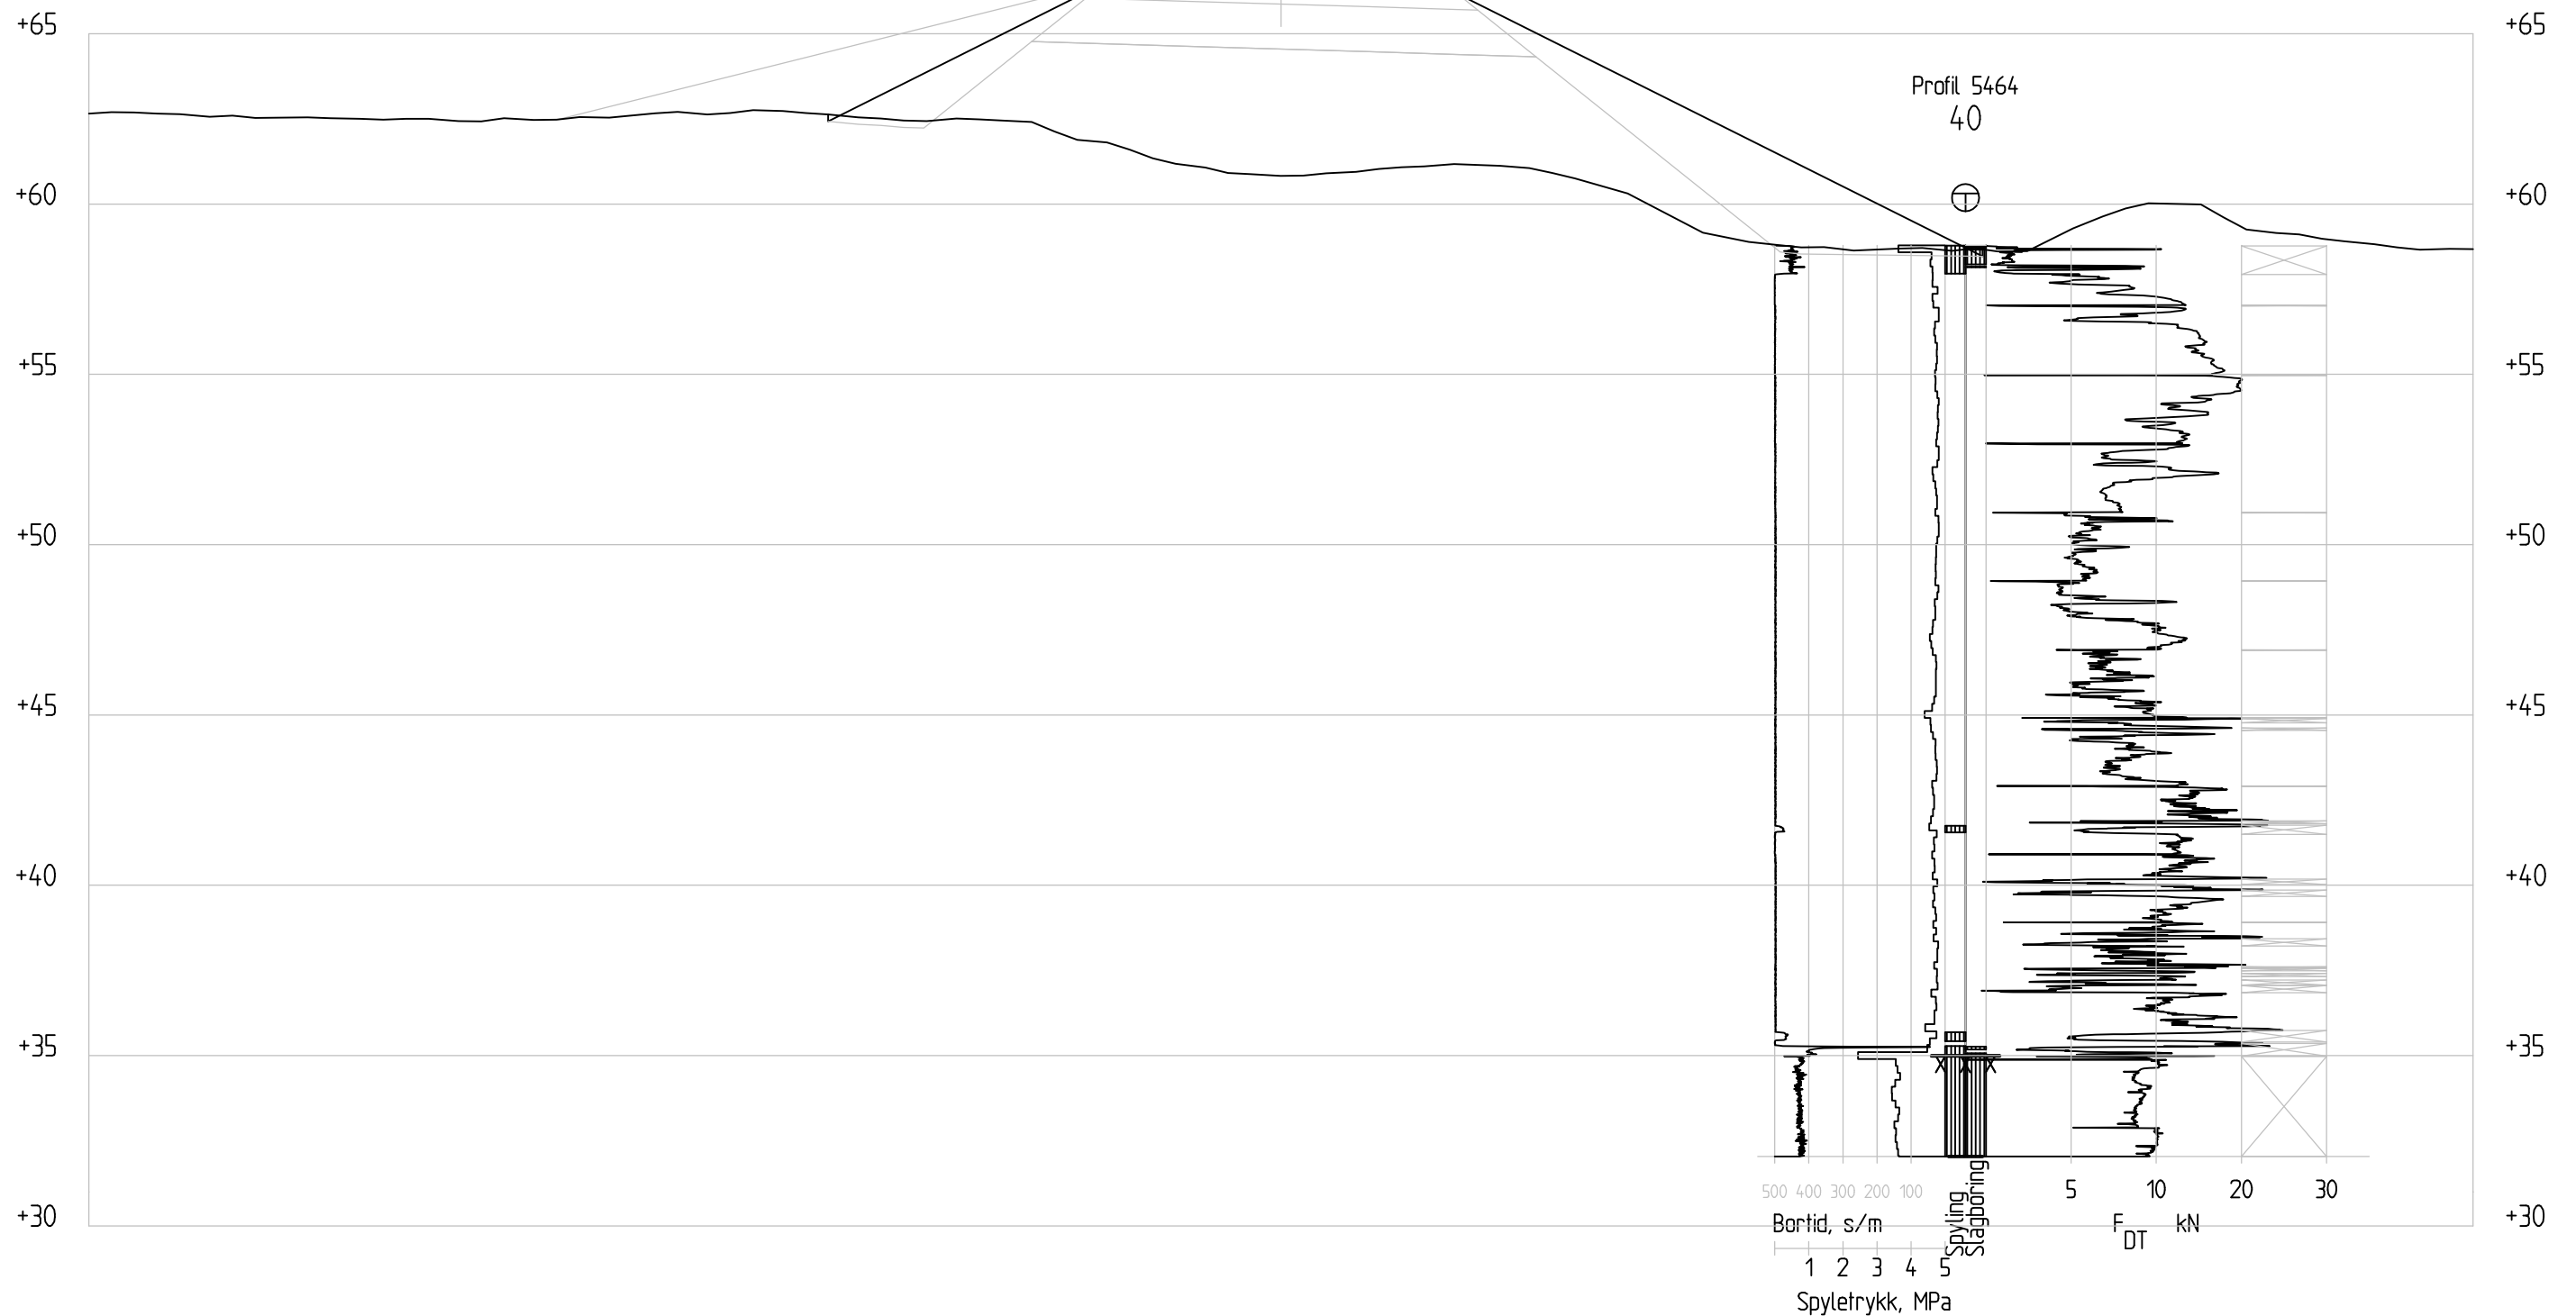 +65 +65
Profil 5464
40
+60 +60
+55 +55
+50 +50
+45 +45
+40 +40
+35 +35
500 400 300 200 100 5 10 20 30
Spyling
Slagboring
+30 +30
Bortid, s/m F DT kN
1 2 3 4 5
Spyletrykk, MPa